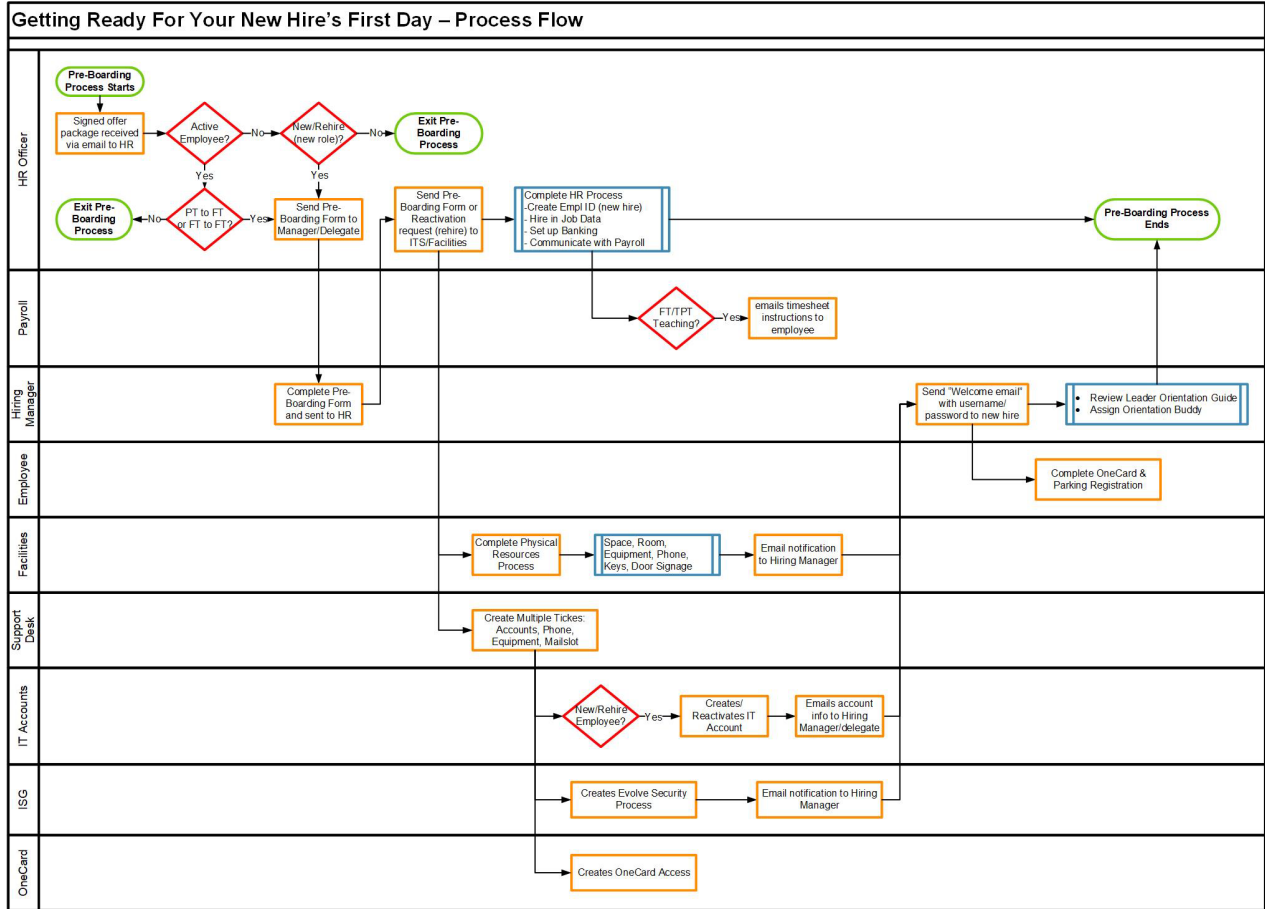 Getting Ready For Your New Hire's First Day – Process Flow
HR Officer
Pre-Boarding
Process Starts
Signed offer
package received
via email to HR
Active
Employee?
No
New/Rehire
(new role)?
No
Exit Pre-
Boarding
Process
Yes
Yes
Exit Pre-
Boarding
Process
No
PT to FT
or FT to FT?
Yes
Send Pre-
Boarding Form to
Manager/Delegate
Send Pre-
Boarding Form or
Reactivation
request (rehire) to
ITS/Facilities
Complete HR Process
-Create Empl ID (new hire)
- Hire in Job Data
- Set up Banking
- Communicate with Payroll
Pre-Boarding Process
Ends
Payroll
FT/TPT
Teaching?
Yes
emails timesheet
instructions to
employee
Hiring
Manager
Complete Pre-
Boarding Form
and sent to HR
Send "Welcome email"
with username/
password to new hire
• Review Leader Orientation Guide
• Assign Orientation Buddy
Employee
Complete OneCard &
Parking Registration
Facilities
Complete Physical
Resources
Process
Space, Room,
Equipment, Phone,
Keys, Door Signage
Email notification
to Hiring Manager
Support
Desk
Create Multiple Tickes:
Accounts, Phone,
Equipment, Mailslot
IT Accounts
New/Rehire
Employee?
Yes
Creates/
Reactivates IT
Account
Emails account
info to Hiring
Manager/delegate
ISG
Creates Evolve Security
Process
Email notification to Hiring
Manager
OneCard
Creates OneCard Access